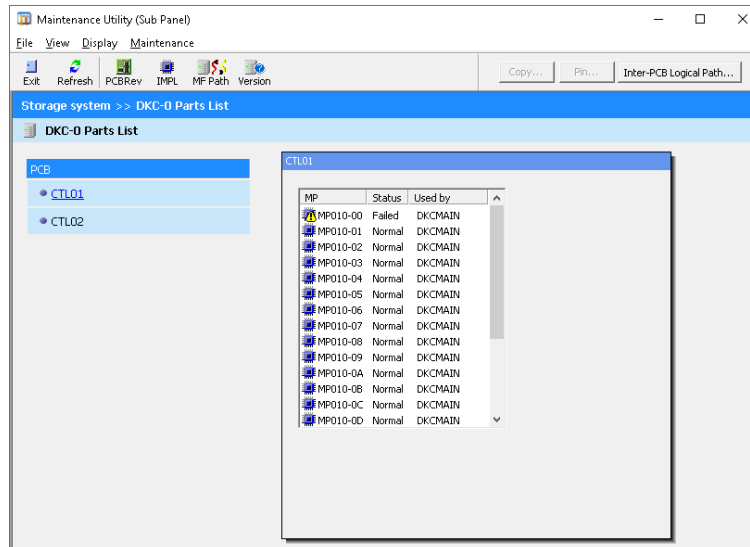 Maintenance Utility (Sub Panel)
File View Display Maintenance
Exit Refresh PCBRev IMPL MF Path Version Copy... Pin... Inter-PCB Logical Path...
Storage system >> DKC-0 Parts List
DKC-0 Parts List
PCB
CTL01
CTL02
CTL01
MP Status Used by
MP010-00 Failed DKCMAIN
MP010-01 Normal DKCMAIN
MP010-02 Normal DKCMAIN
MP010-03 Normal DKCMAIN
MP010-04 Normal DKCMAIN
MP010-05 Normal DKCMAIN
MP010-06 Normal DKCMAIN
MP010-07 Normal DKCMAIN
MP010-08 Normal DKCMAIN
MP010-09 Normal DKCMAIN
MP010-0A Normal DKCMAIN
MP010-0B Normal DKCMAIN
MP010-0C Normal DKCMAIN
MP010-0D Normal DKCMAIN